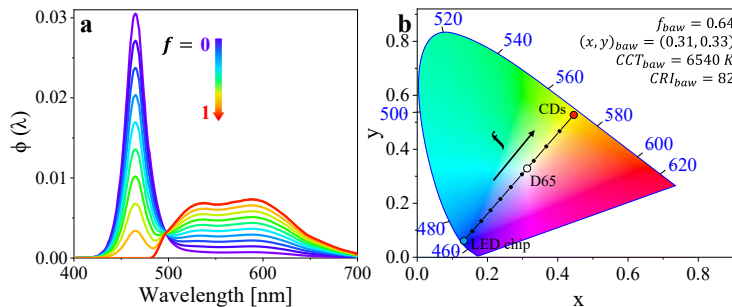 a
f = 0
1
0.03
0.02
0.01
0.00
ϕ (λ)
400 500 600 700
Wavelength [nm]
b
f_baw = 0.64
(x, y)_baw = (0.31, 0.33)
CCT_baw = 6540 K
CRI_baw = 82
520
540
560
500
580
600
620
480
460
CDs
f
D65
LED chip
0.8
0.6
0.4
0.2
0.0
y
0.0 0.2 0.4 0.6 0.8
x